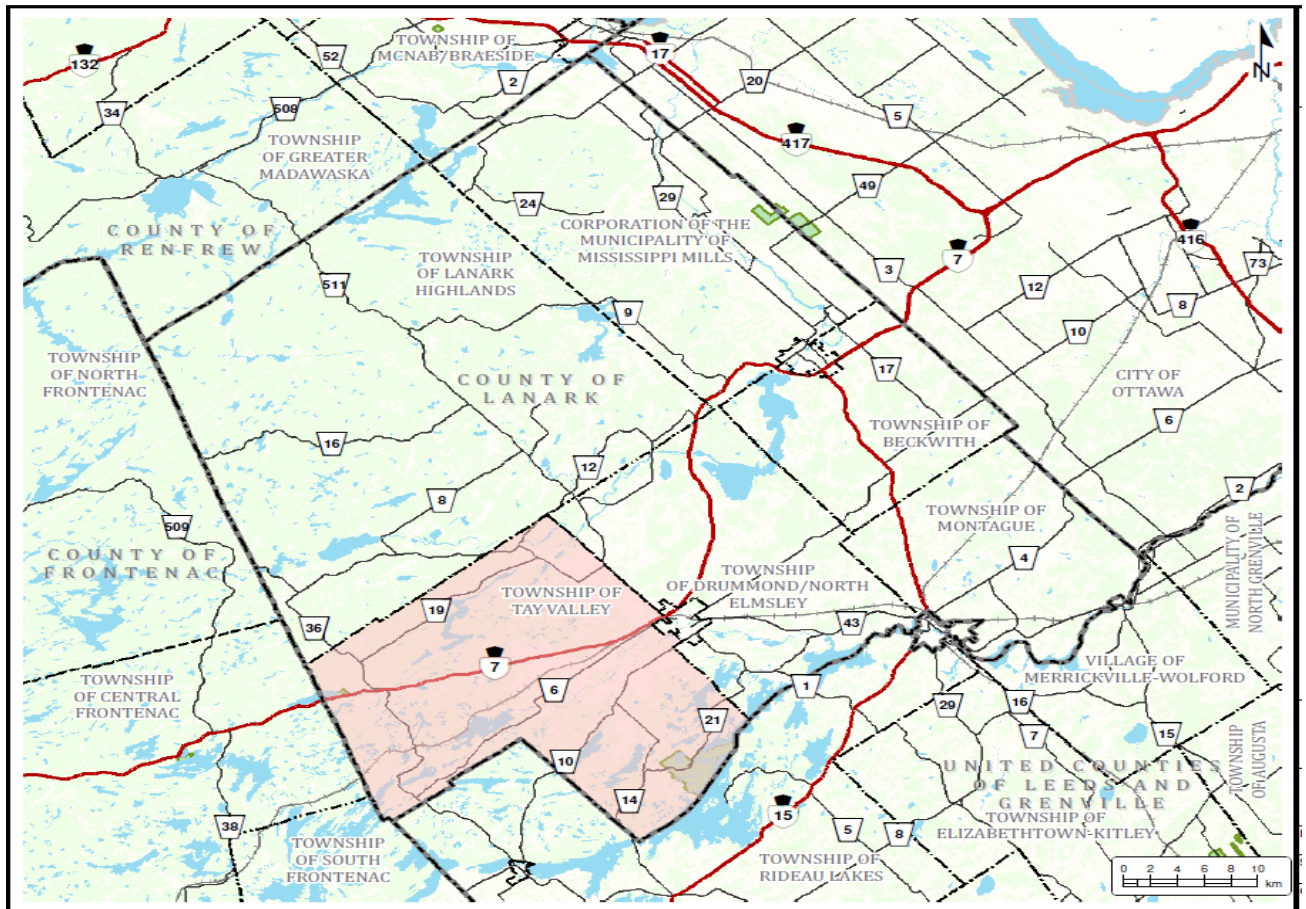 TOWNSHIP OF
MCNAB/BRAESIDE
17
132
52
2
20
N
34
508
5
TOWNSHIP
OF GREATER
MADAWASKA
417
49
24
29
CORPORATION OF THE
MUNICIPALITY OF
MISSISSIPPI MILLS
416
COUNTY OF
RENFREW
TOWNSHIP
OF LANARK
HIGHLANDS
7
3
73
511
12
8
9
10
TOWNSHIP
OF NORTH
FRONTENAC
COUNTY OF
LANARK
17
CITY OF
OTTAWA
6
16
TOWNSHIP OF
BECKWITH
12
8
2
509
TOWNSHIP OF
MONTAGUE
MUNICIPALITY OF
NORTH GRENVILLE
COUNTY OF
FRONTENAC
4
TOWNSHIP
OF DRUMMOND/NORTH
ELMSLEY
TOWNSHIP OF
TAY VALLEY
19
36
43
7
VILLAGE OF
MERRICKVILLE-WOLFORD
TOWNSHIP
OF CENTRAL
FRONTENAC
6
1
21
29
16
7
15
TOWNSHIP
OF AUGUSTA
10
UNITED COUNTIES
OF LEEDS AND
GRENVILLE
14
15
TOWNSHIP OF
ELIZABETHTOWN-KITLEY
38
5
8
TOWNSHIP
OF SOUTH
FRONTENAC
TOWNSHIP OF
RIDEAU LAKES
0 2 4 6 8 10
km